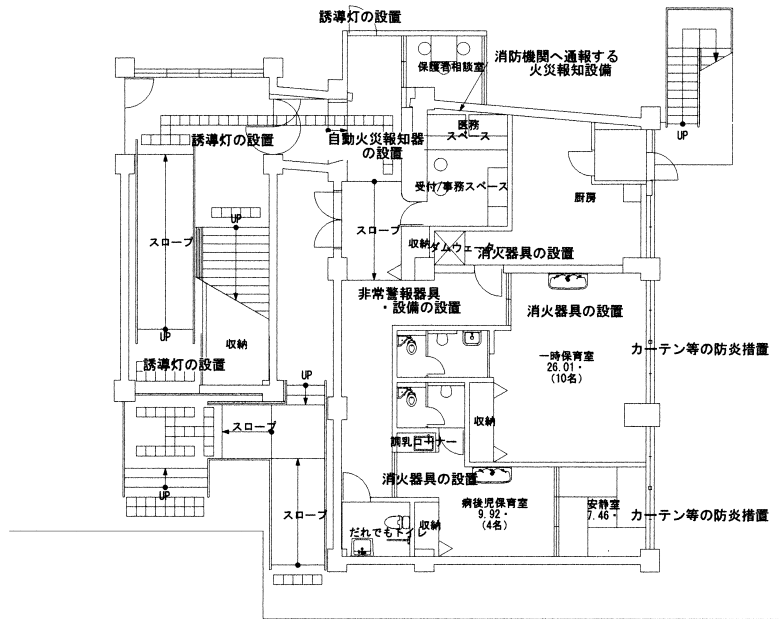 誘導灯の設置
保護者相談室
消防機関へ通報する
火災報知設備
医務
スペース
UP
誘導灯の設置
自動火災報知器
の設置
受付/事務スペース
厨房
UP
スロープ
スロープ
収納
ダムウェーター
消火器具の設置
非常警報器具
・設備の設置
消火器具の設置
UP
収納
カーテン等の防炎措置
一時保育室
26.01・
(10名)
誘導灯の設置
UP
収納
スロープ
調乳コーナー
消火器具の設置
UP
病後児保育室
9.92・
(4名)
安静室
7.46・
カーテン等の防炎措置
スロープ
だれでもトイレ
収納